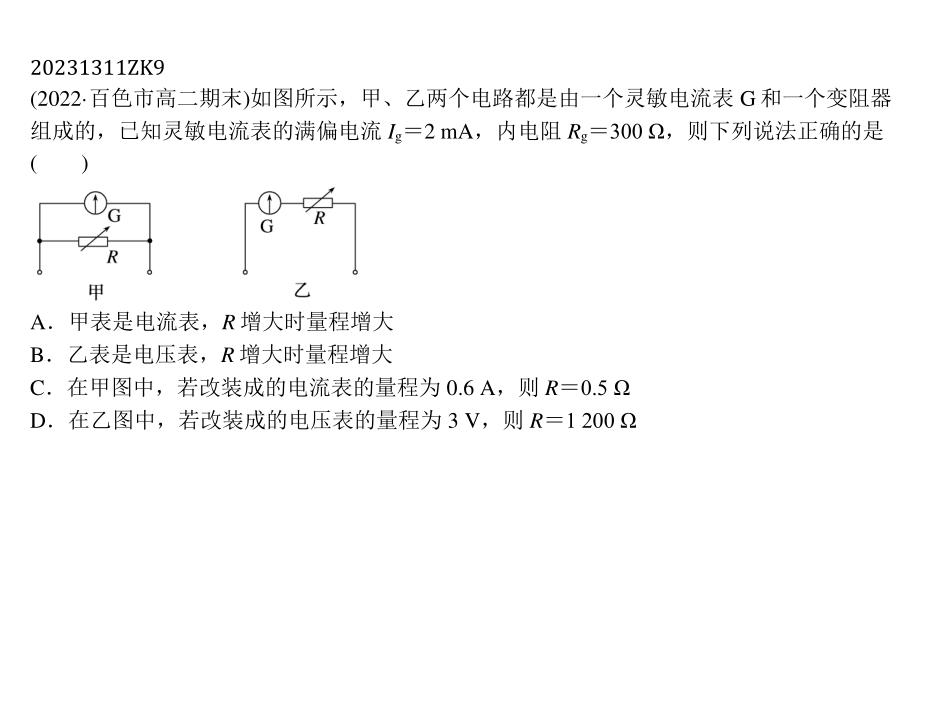 20231311ZK9
(2022·百色市高二期末)如图所示，甲、乙两个电路都是由一个灵敏电流表 G 和一个变阻器
组成的，已知灵敏电流表的满偏电流 Ig＝2 mA，内电阻 Rg＝300 Ω，则下列说法正确的是
(　　)
G
R
甲
G
R
乙
A．甲表是电流表，R 增大时量程增大
B．乙表是电压表，R 增大时量程增大
C．在甲图中，若改装成的电流表的量程为 0.6 A，则 R＝0.5 Ω
D．在乙图中，若改装成的电压表的量程为 3 V，则 R＝1 200 Ω